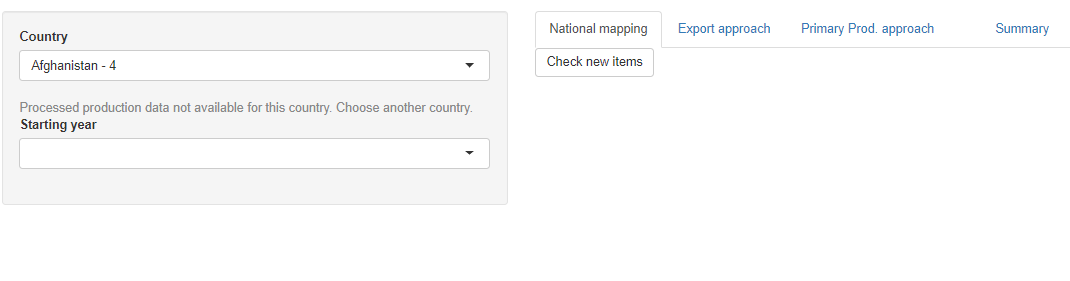 Country
Afghanistan - 4
Processed production data not available for this country. Choose another country.
Starting year
National mapping
Export approach
Primary Prod. approach
Summary
Check new items